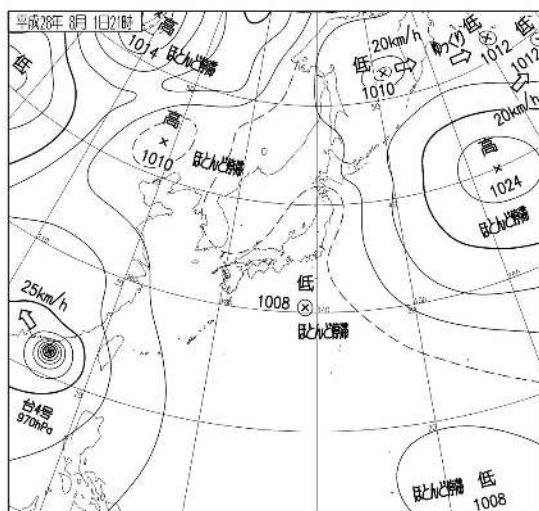 平成28年 8月 1日21時
高
1014 ほとんど停滞
低
高
1010
ほとんど停滞
低
1010
20km/h
ゆっくり
低
1012
低
1012
20km/h
高
1024
ほとんど停滞
低
1008
ほとんど停滞
25km/h
台4号
970hPa
ほとんど停滞
低
1008